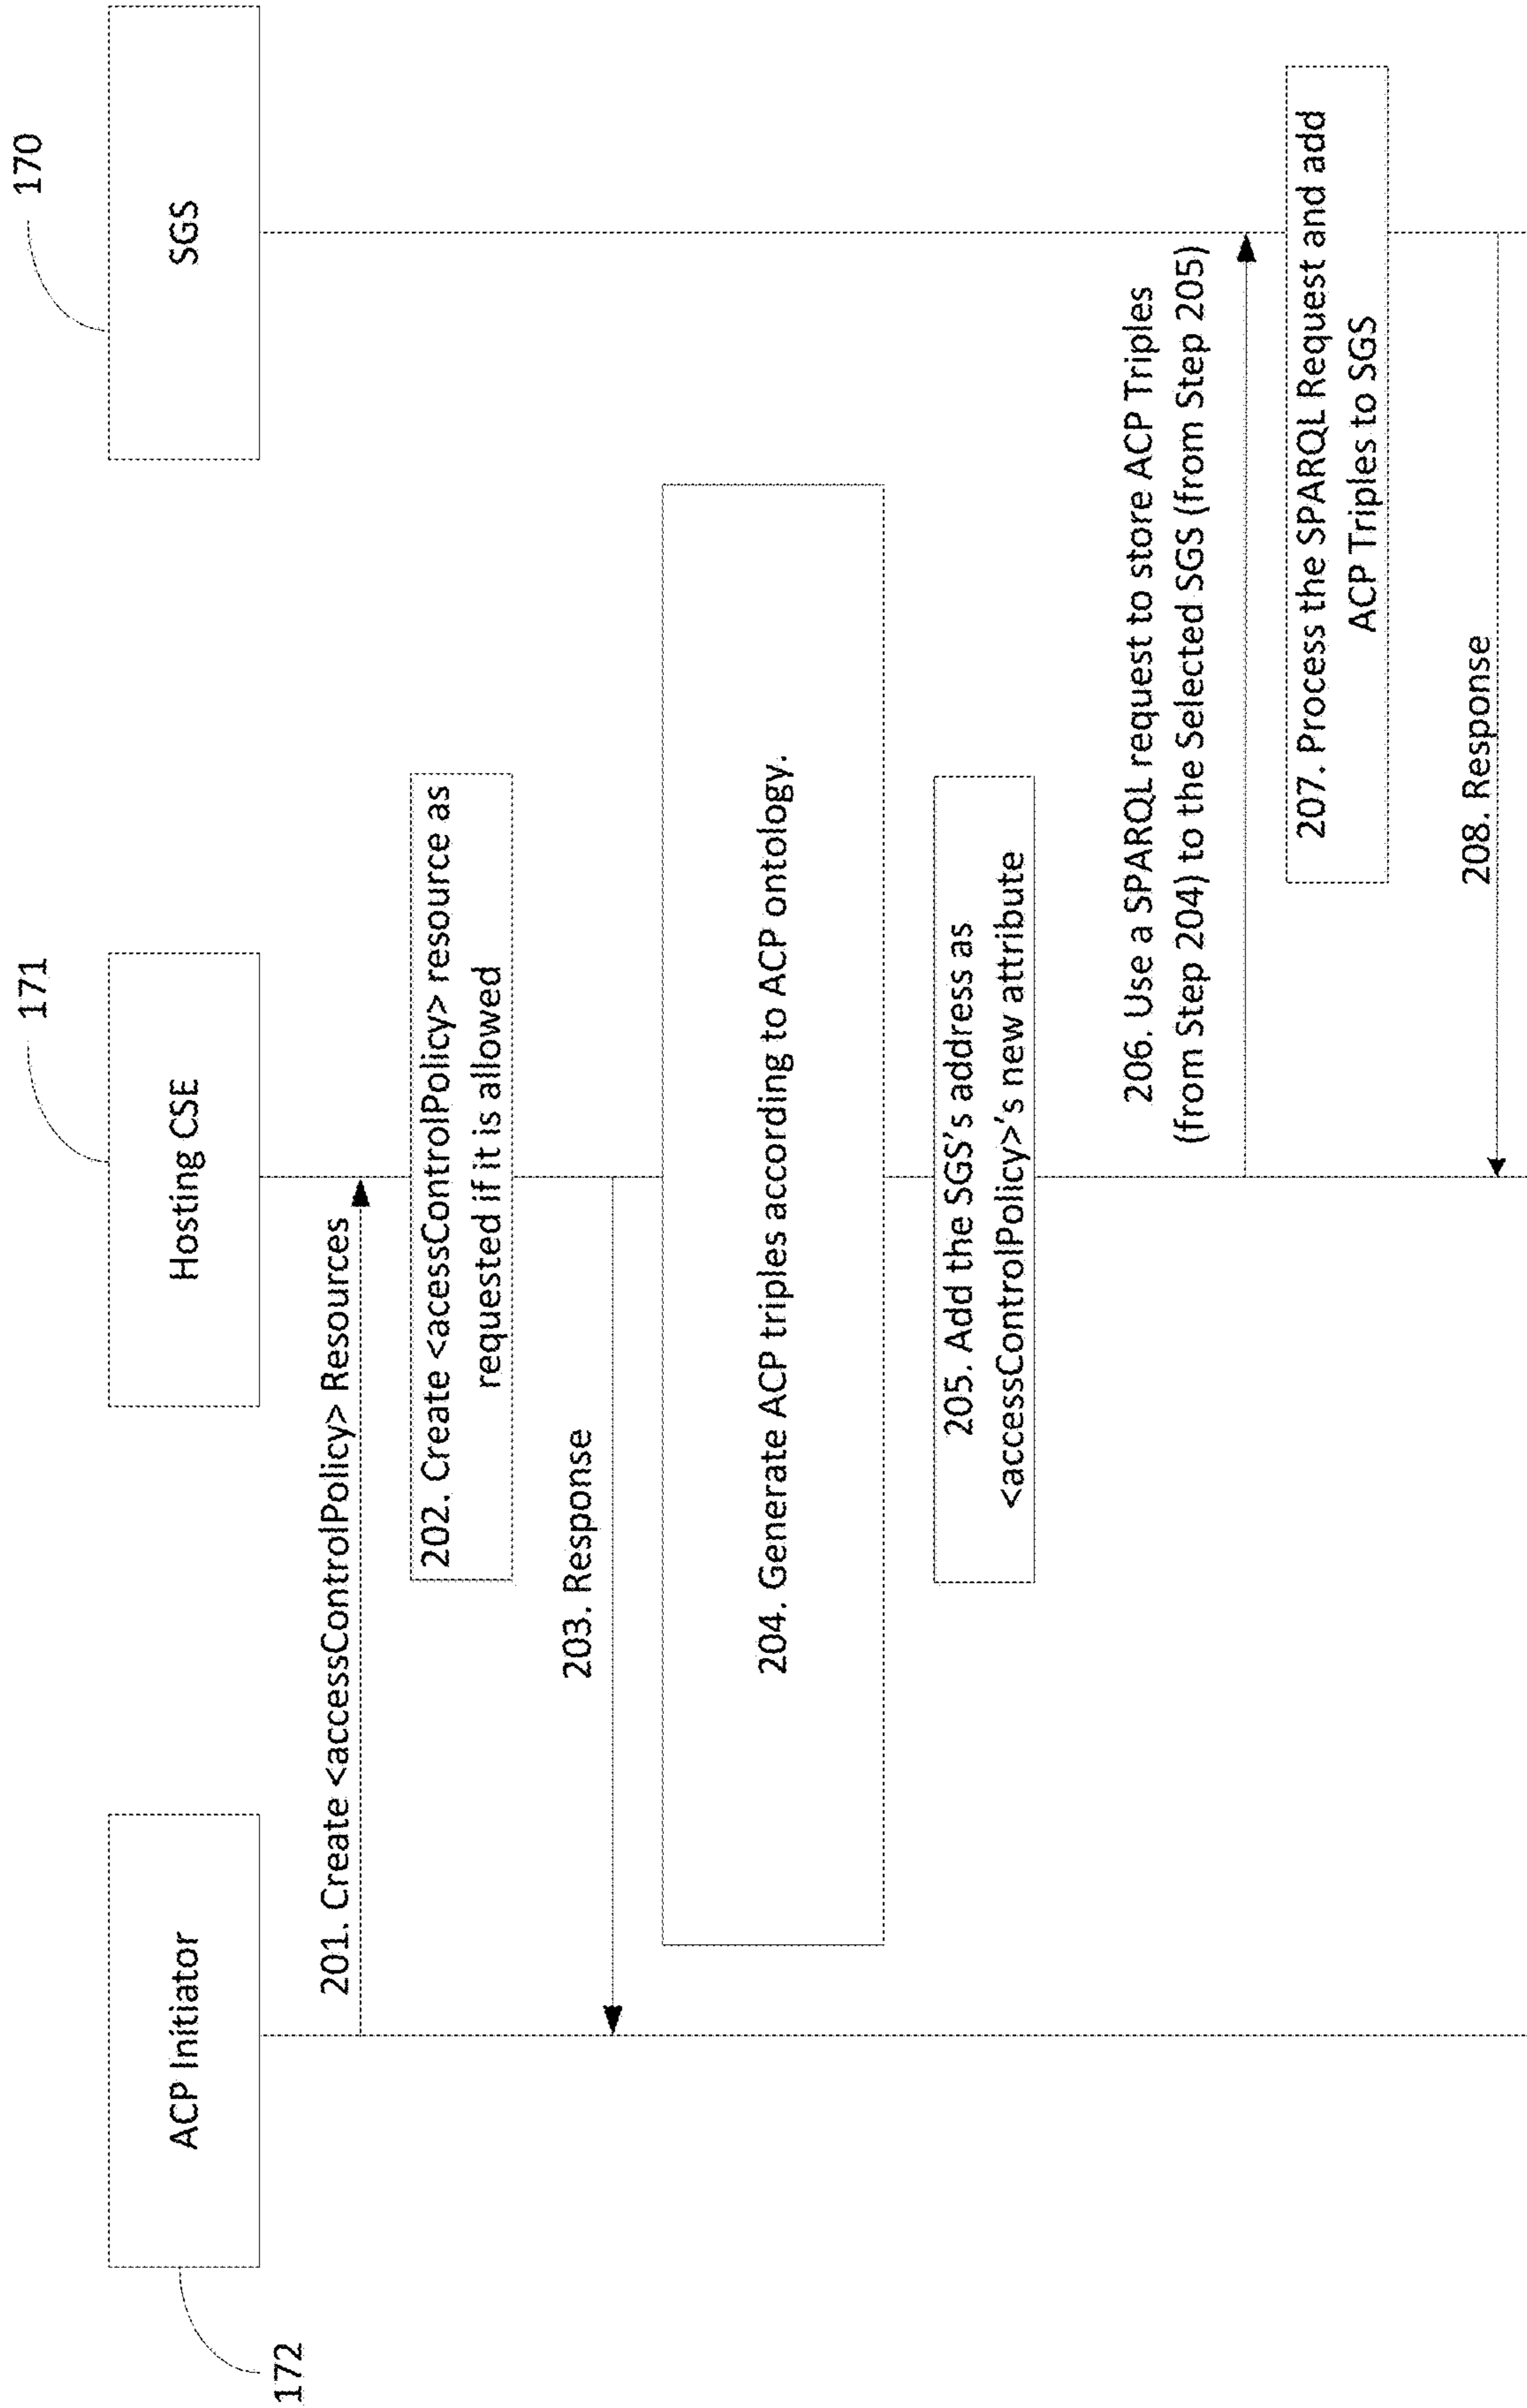 172
171
170
ACP Initiator
Hosting CSE
SGS
201. Create <accessControlPolicy> Resources
202. Create <acessControlPolicy> resource as
requested if it is allowed
203. Response
204. Generate ACP triples according to ACP ontology.
205. Add the SGS's address as
<accessControlPolicy>'s new attribute
206. Use a SPARQL request to store ACP Triples
(from Step 204) to the Selected SGS (from Step 205)
207. Process the SPARQL Request and add
ACP Triples to SGS
208. Response